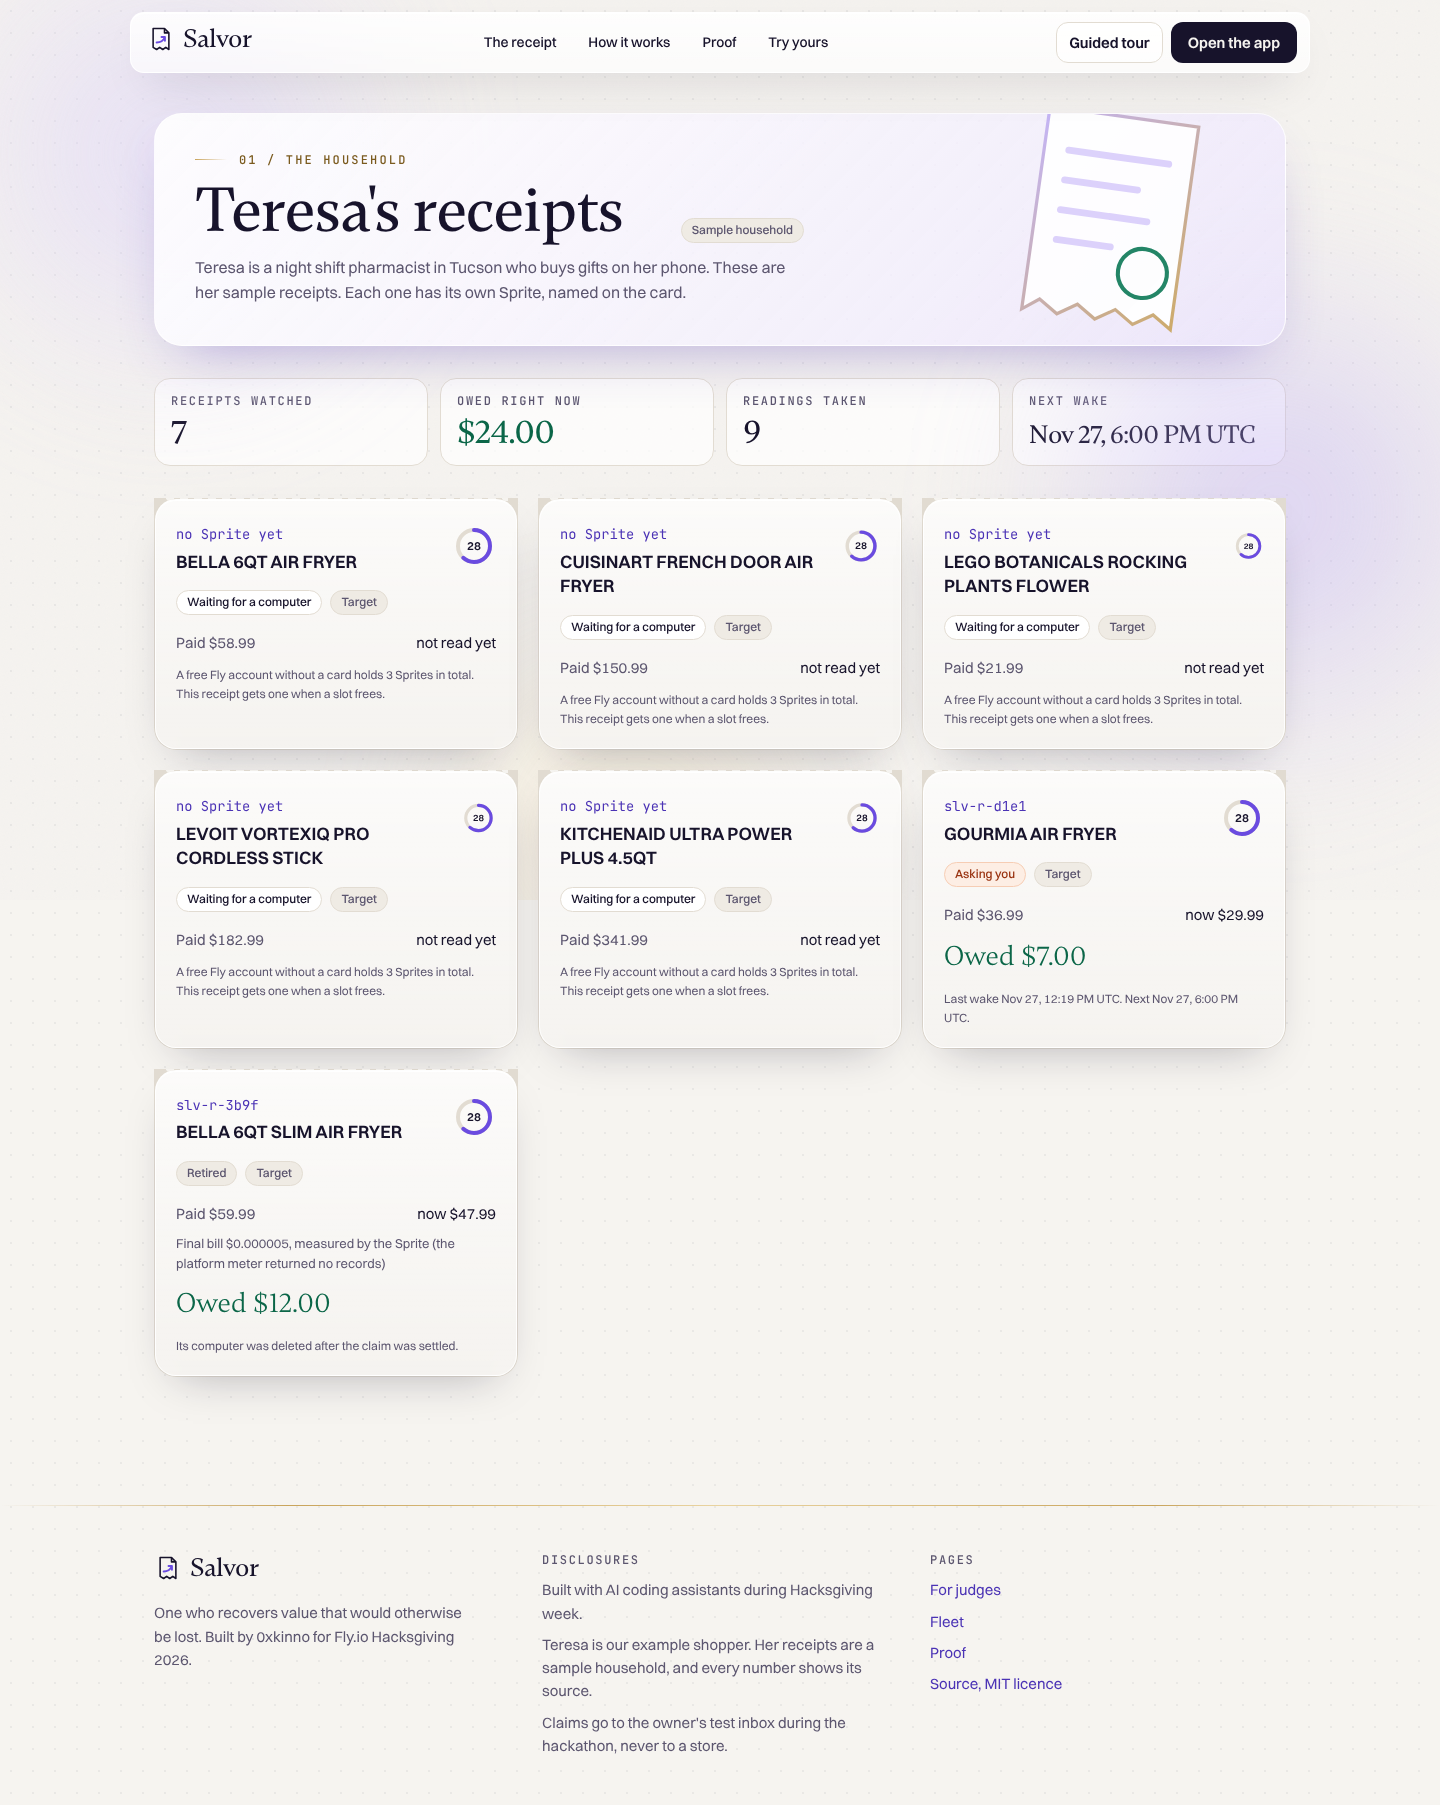 Salvor
The receipt
How it works
Proof
Try yours
Guided tour
Open the app
01 / THE HOUSEHOLD
Teresa's receipts
Sample household
Teresa is a night shift pharmacist in Tucson who buys gifts on her phone. These are
her sample receipts. Each one has its own Sprite, named on the card.
RECEIPTS WATCHED
7
OWED RIGHT NOW
$24.00
READINGS TAKEN
9
NEXT WAKE
Nov 27, 6:00 PM UTC
no Sprite yet
28
BELLA 6QT AIR FRYER
Waiting for a computer
Target
Paid $58.99
not read yet
A free Fly account without a card holds 3 Sprites in total.
This receipt gets one when a slot frees.
no Sprite yet
28
CUISINART FRENCH DOOR AIR
FRYER
Waiting for a computer
Target
Paid $150.99
not read yet
A free Fly account without a card holds 3 Sprites in total.
This receipt gets one when a slot frees.
no Sprite yet
28
LEGO BOTANICALS ROCKING
PLANTS FLOWER
Waiting for a computer
Target
Paid $21.99
not read yet
A free Fly account without a card holds 3 Sprites in total.
This receipt gets one when a slot frees.
no Sprite yet
28
LEVOIT VORTEXIQ PRO
CORDLESS STICK
Waiting for a computer
Target
Paid $182.99
not read yet
A free Fly account without a card holds 3 Sprites in total.
This receipt gets one when a slot frees.
no Sprite yet
28
KITCHENAID ULTRA POWER
PLUS 4.5QT
Waiting for a computer
Target
Paid $341.99
not read yet
A free Fly account without a card holds 3 Sprites in total.
This receipt gets one when a slot frees.
slv-r-d1e1
28
GOURMIA AIR FRYER
Asking you
Target
Paid $36.99
now $29.99
Owed $7.00
Last wake Nov 27, 12:19 PM UTC. Next Nov 27, 6:00 PM
UTC.
slv-r-3b9f
28
BELLA 6QT SLIM AIR FRYER
Retired
Target
Paid $59.99
now $47.99
Final bill $0.000005, measured by the Sprite (the
platform meter returned no records)
Owed $12.00
Its computer was deleted after the claim was settled.
Salvor
One who recovers value that would otherwise
be lost. Built by 0xkinno for Fly.io Hacksgiving
2026.
DISCLOSURES
Built with AI coding assistants during Hacksgiving
week.
Teresa is our example shopper. Her receipts are a
sample household, and every number shows its
source.
Claims go to the owner's test inbox during the
hackathon, never to a store.
PAGES
For judges
Fleet
Proof
Source, MIT licence